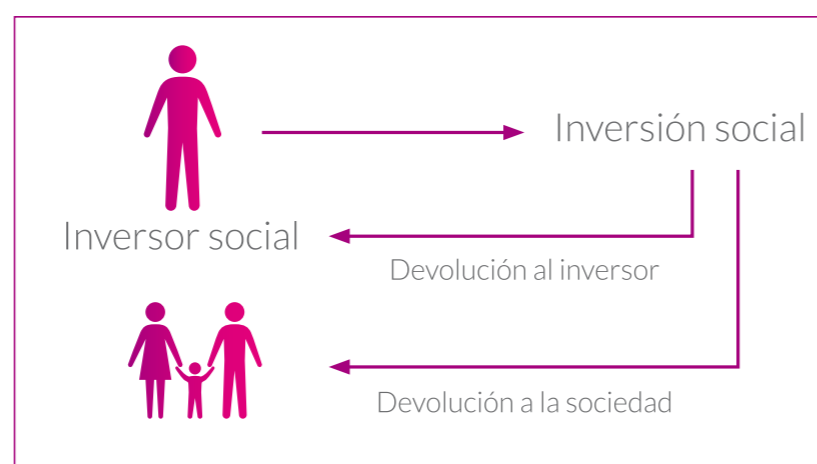 Inversión social
Inversor social
Devolución al inversor
Devolución a la sociedad